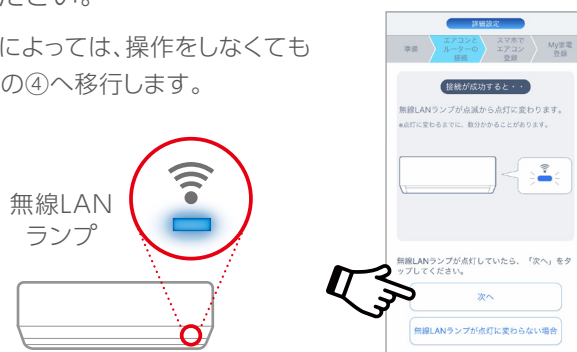 ださい。
によっては、操作をしなくても
の④へ移行します。
無線LAN
ランプ
詳細設定
準備
エアコンと
ルーターの
接続
スマホで
エアコン
登録
My家電
登録
接続が成功すると・・
無線LANランプが点滅から点灯に変わります。
※点灯に変わるまでに、数分かかることがあります。
無線LANランプが点灯していたら、「次へ」をタ
ップしてください。
次へ
無線LANランプが点灯に変わらない場合